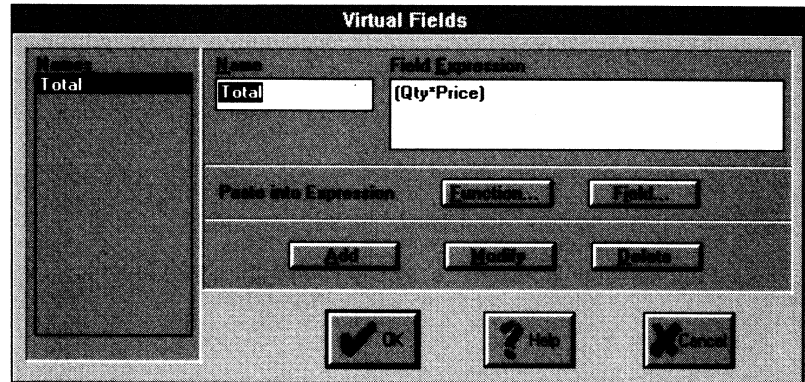 Virtual Fields
Names
Total
Name
Total
Field Expression
(Qty*Price)
Paste into Expression
Function...
Field...
Add
Modify
Delete
OK
Help
Cancel